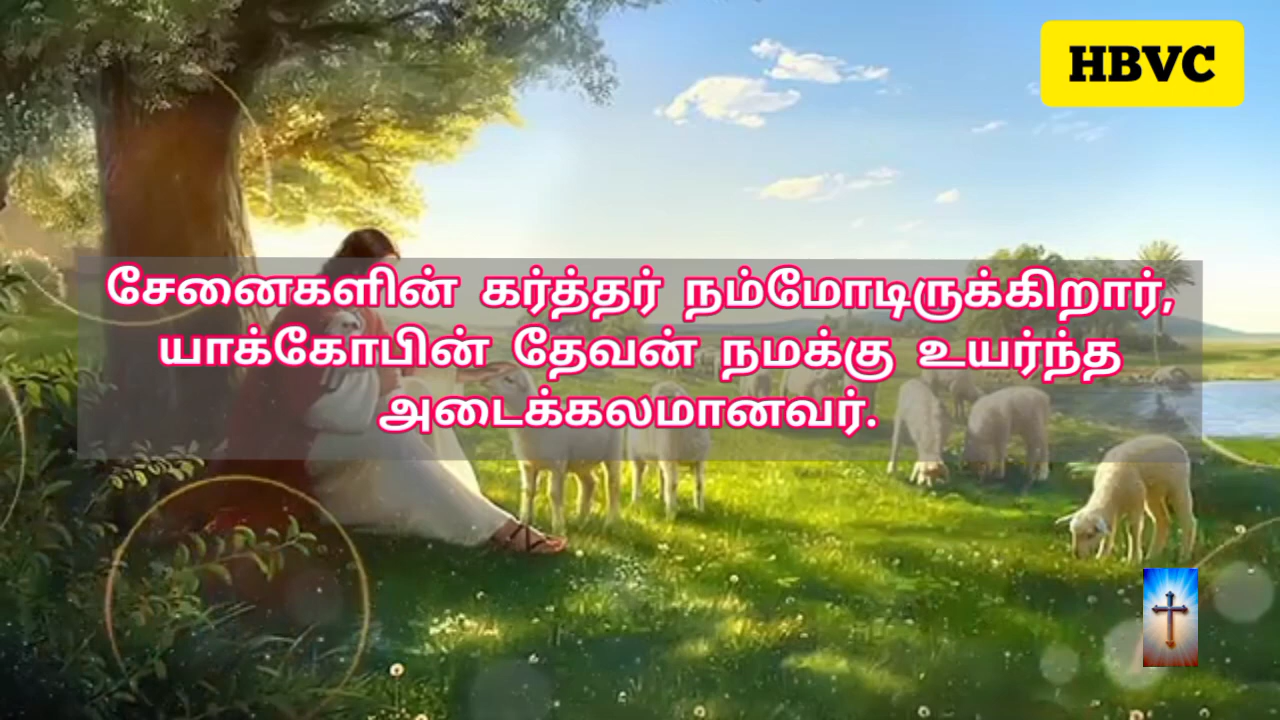 HBVC
சேனைகளின் கர்த்தர் நம்மோடிருக்கிறார்,
யாக்கோபின் தேவன் நமக்கு உயர்ந்த
அடைக்கலமானவர்.